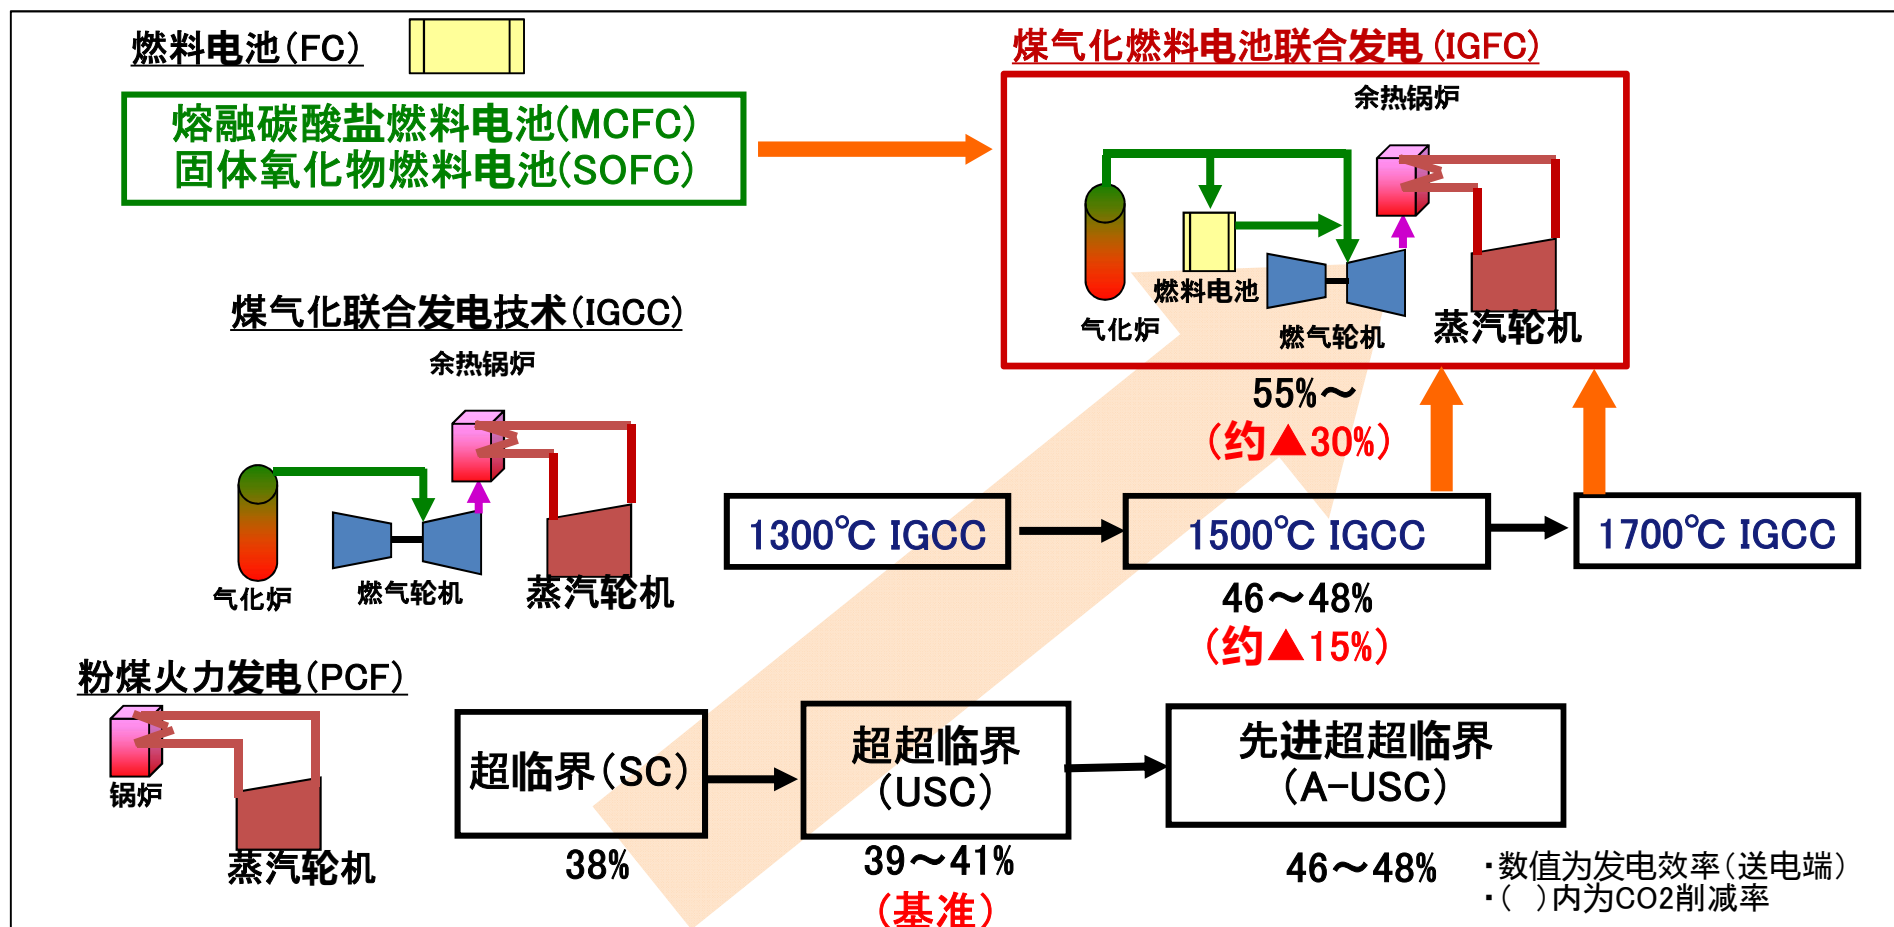 燃料电池(FC)
熔融碳酸盐燃料电池(MCFC)
固体氧化物燃料电池(SOFC)
煤气化燃料电池联合发电(IGFC)
余热锅炉
燃料电池
气化炉
燃气轮机
蒸汽轮机
55%～
(约▲30%)
煤气化联合发电技术(IGCC)
余热锅炉
气化炉
燃气轮机
蒸汽轮机
1300℃ IGCC
1500℃ IGCC
1700℃ IGCC
46～48%
(约▲15%)
粉煤火力发电(PCF)
锅炉
蒸汽轮机
超临界(SC)
38%
超超临界
(USC)
39～41%
(基准)
先进超超临界
(A-USC)
46～48%
・数值为发电效率(送电端)
・( )内为CO2削减率